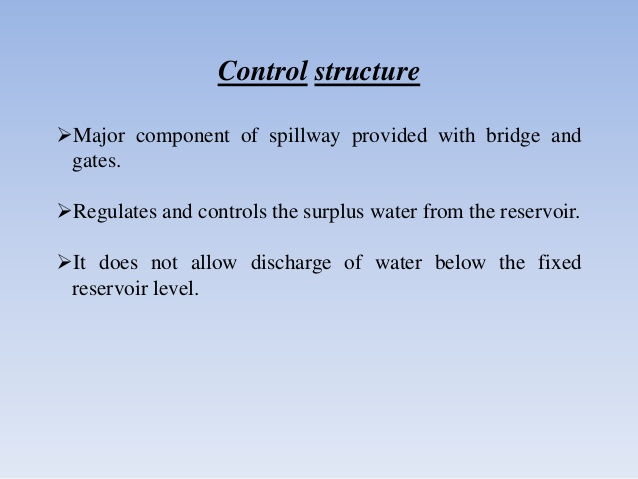 Control structure
➢Major component of spillway provided with bridge and
gates.
➢Regulates and controls the surplus water from the reservoir.
➢It does not allow discharge of water below the fixed
reservoir level.